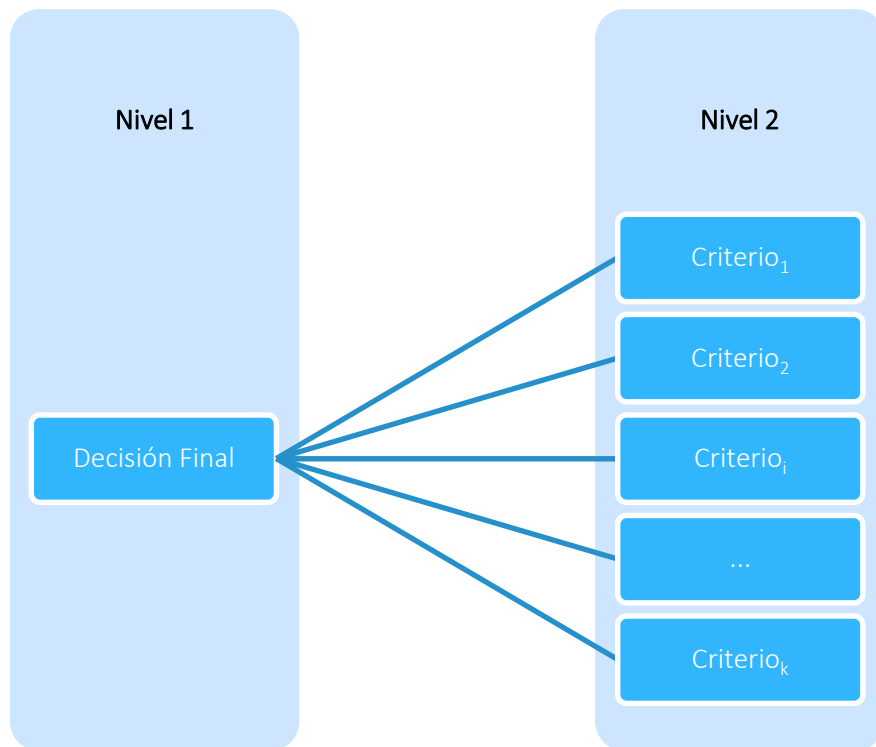 Nivel 1
Nivel 2
Decisión Final
Criterio₁
Criterio₂
Criterioᵢ
...
Criterioₖ